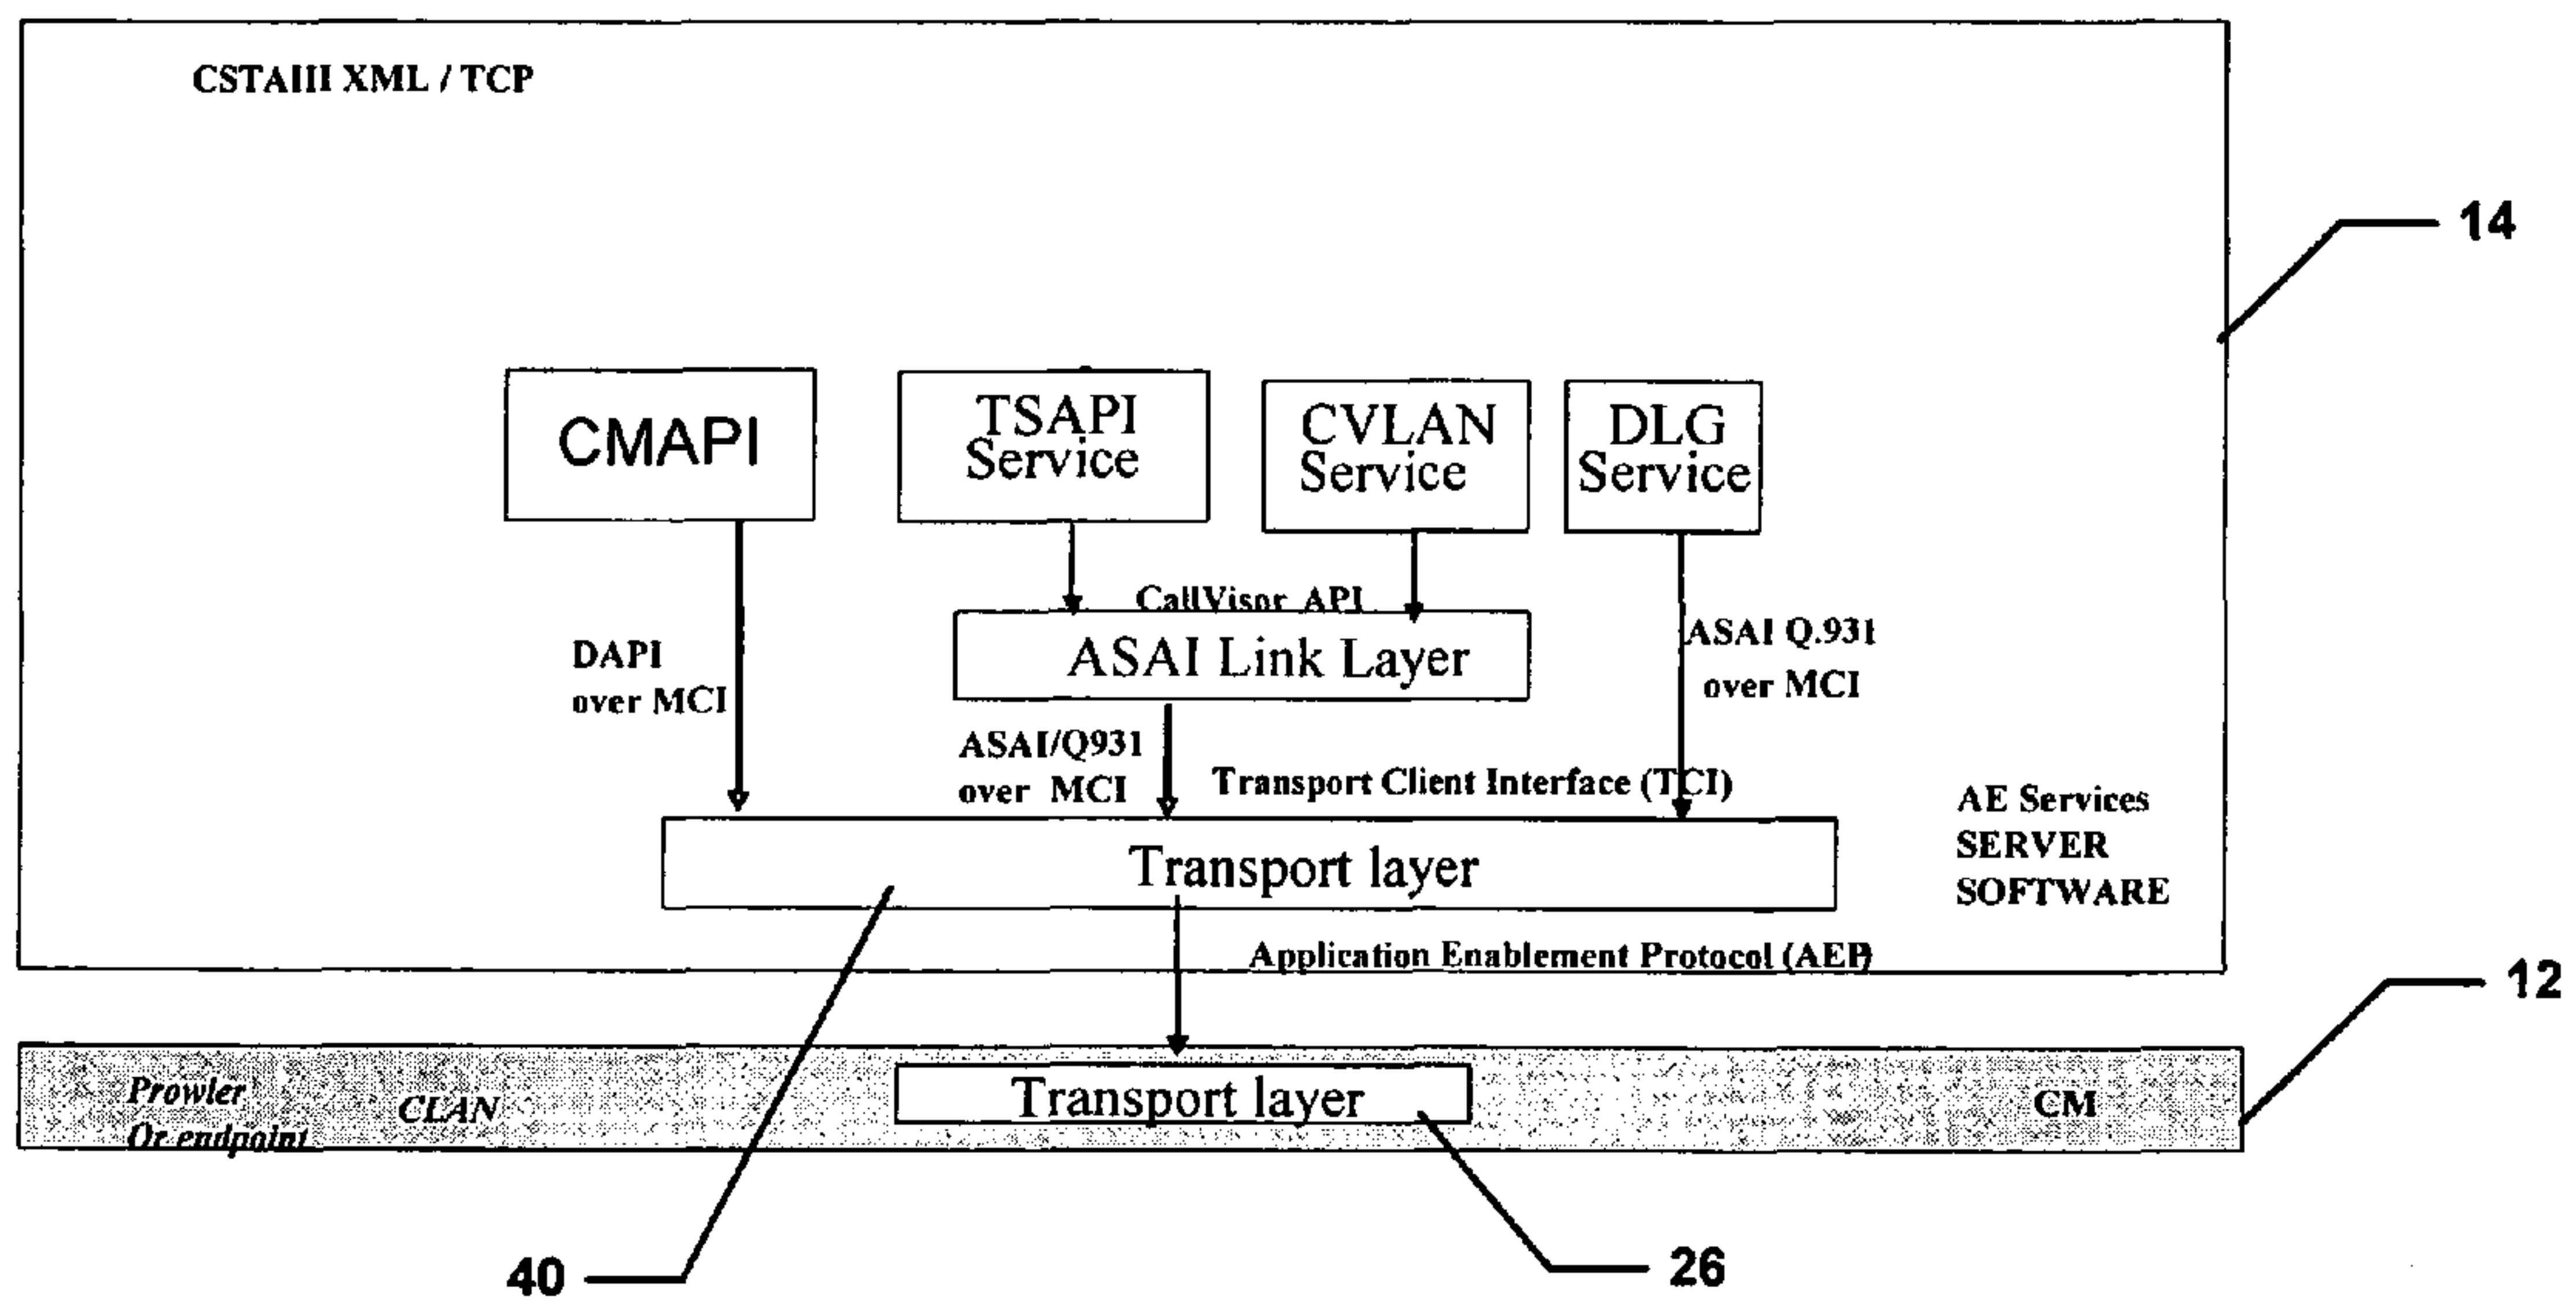 CSTAIII XML / TCP
14
CMAPI
TSAPI
Service
CVLAN
Service
DLG
Service
CallVisor API
DAPI
over MCI
ASAI Link Layer
ASAI Q.931
over MCI
ASAI/Q931
over MCI
Transport Client Interface (TCI)
AE Services
SERVER
SOFTWARE
Transport layer
Application Enablement Protocol (AEP)
12
Prowler
Or endpoint
CLAN
Transport layer
CM
40
26